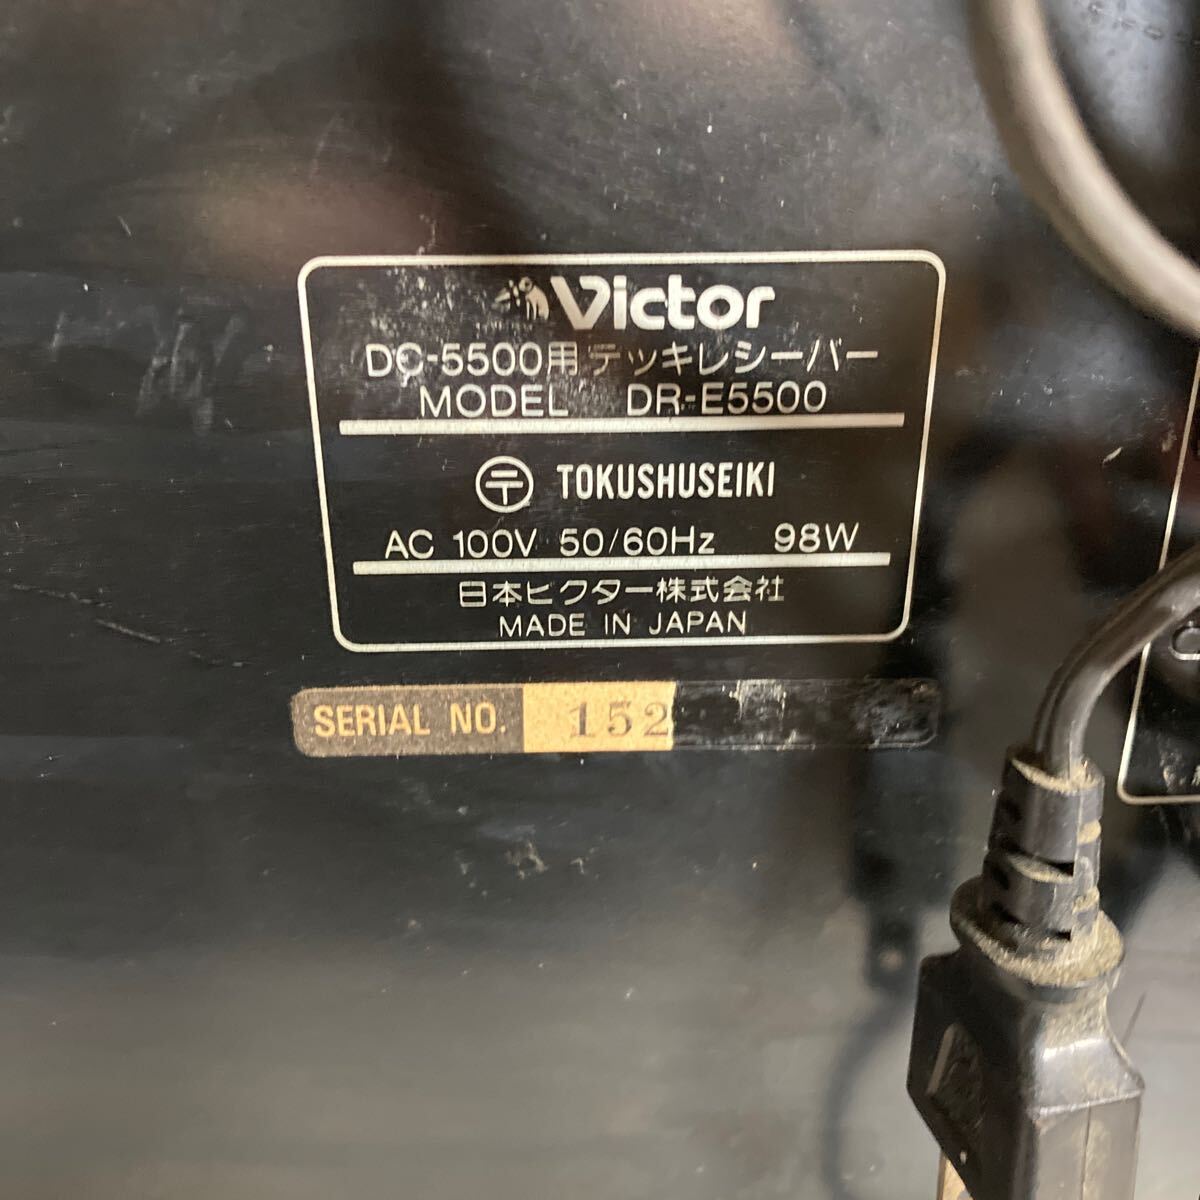 Victor
DC-5500用デッキレシーバー
MODEL DR-E5500
〒 TOKUSHUSEIKI
AC 100V 50/60Hz 98W
日本ビクター株式会社
MADE IN JAPAN
SERIAL NO. 152